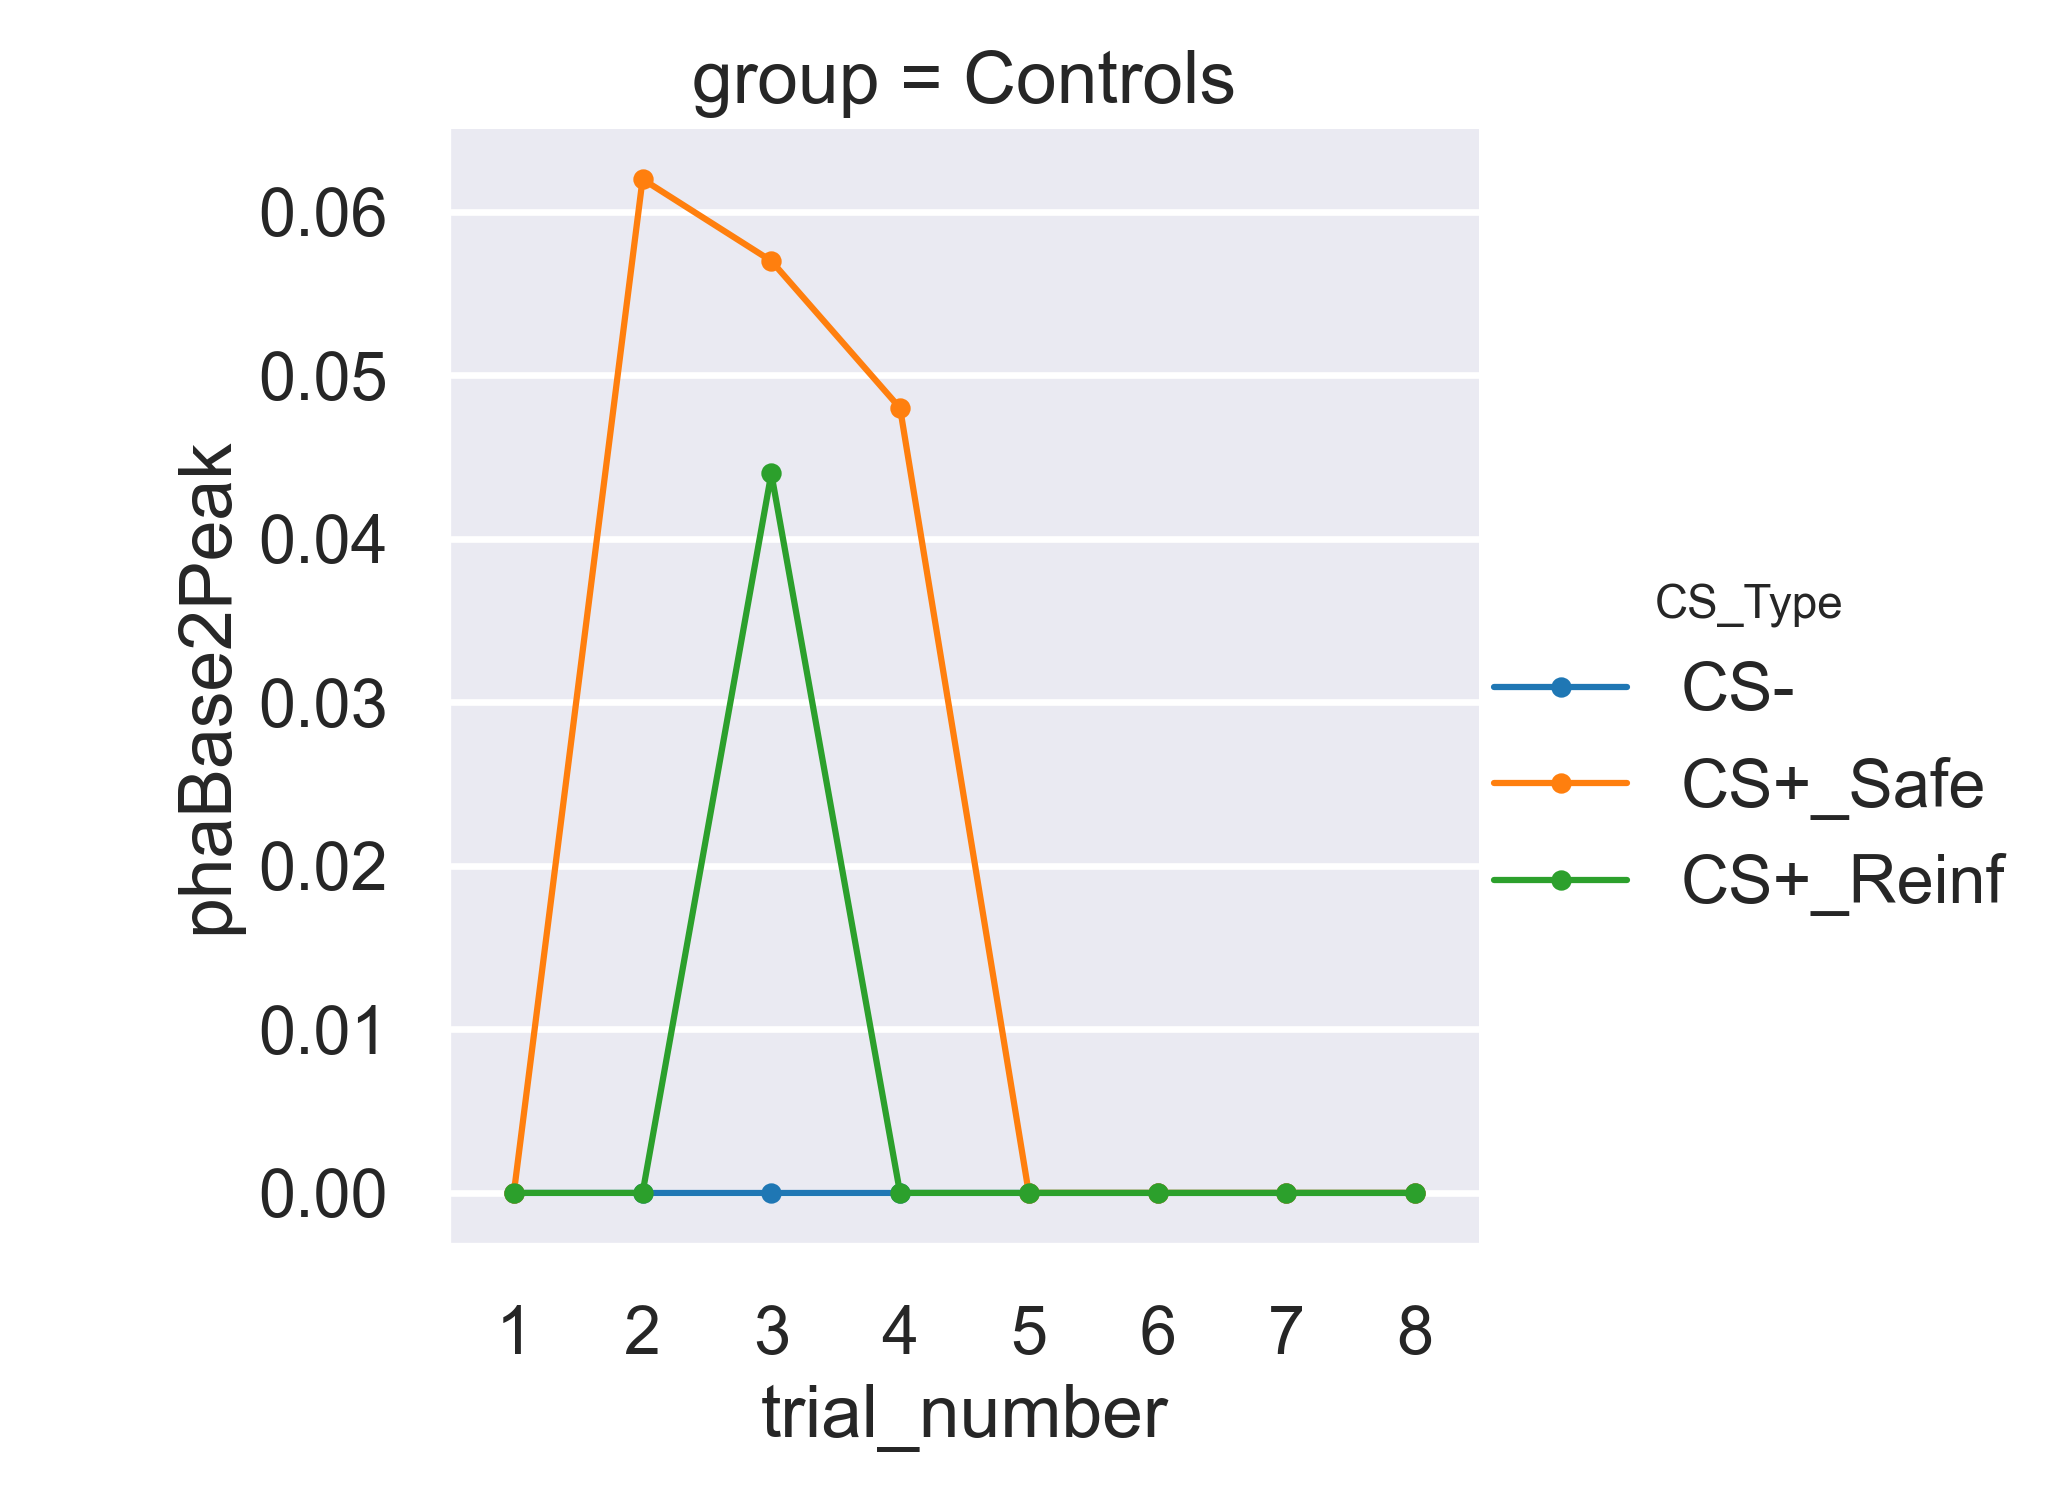 group = Controls
0.06
0.05
0.04
0.03
0.02
0.01
0.00
phaBase2Peak
1 2 3 4 5 6 7 8
trial_number
CS_Type
CS-
CS+_Safe
CS+_Reinf